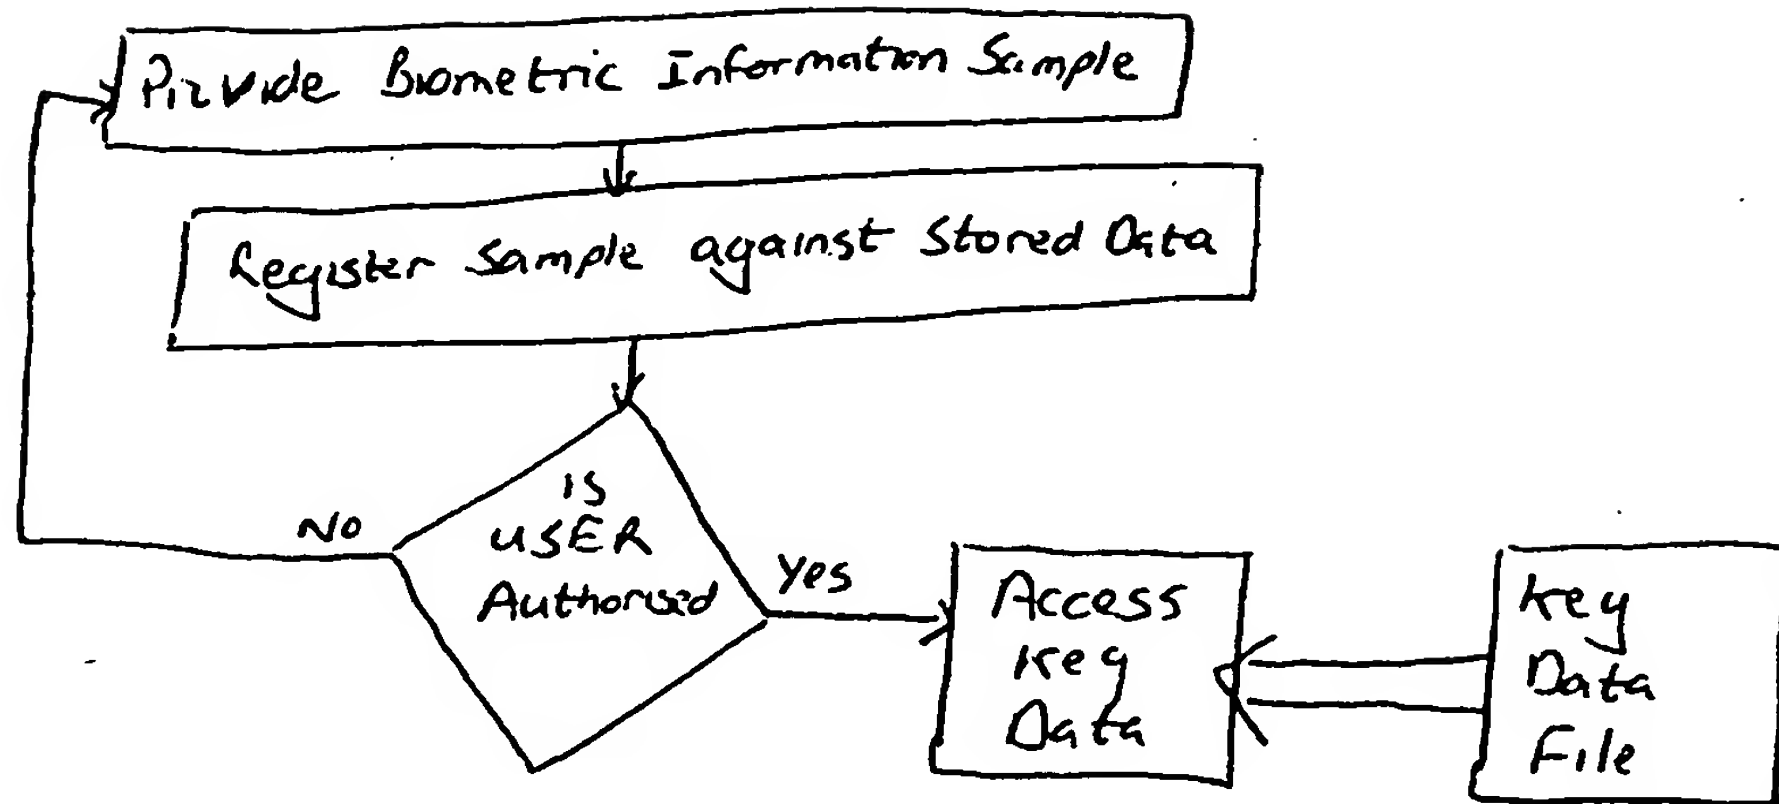 Provide Biometric Information Sample
Register Sample against Stored Data
Is
USER
Authorised
No
Yes
Access
Key
Data
Key
Data
File